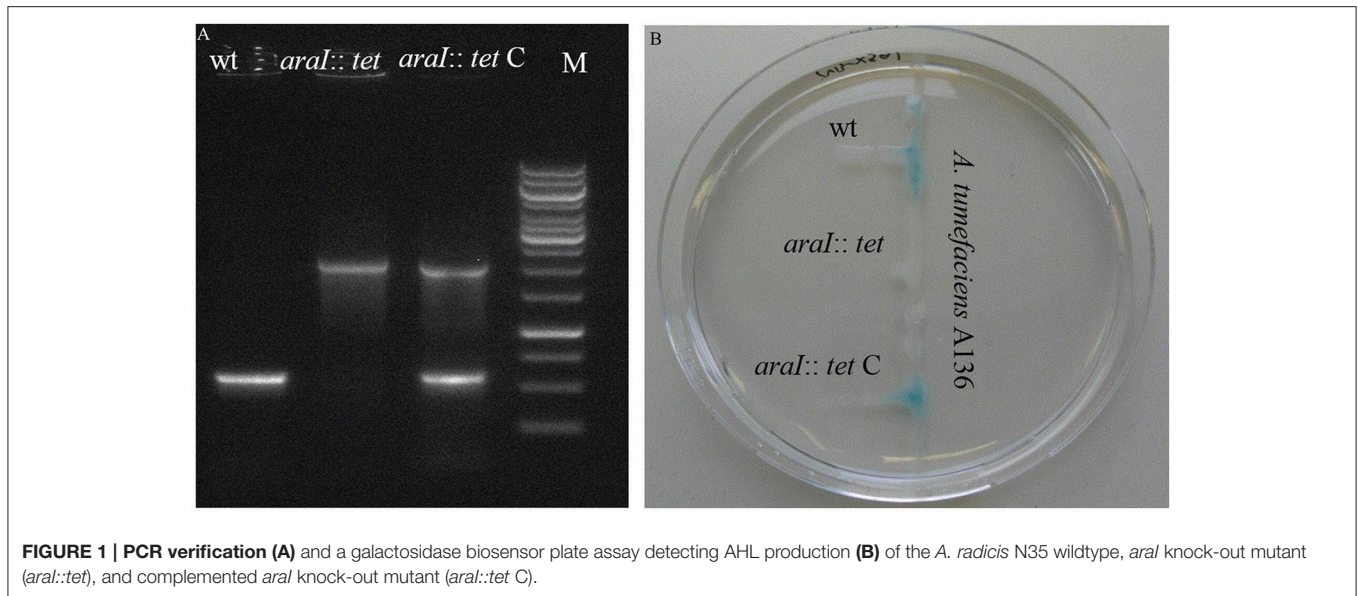 A
wt araI:: tet araI:: tet C M
B
wt
A. tumefaciens A136
araI:: tet
araI:: tet C
FIGURE 1 | PCR verification (A) and a galactosidase biosensor plate assay detecting AHL production (B) of the A. radicis N35 wildtype, araI knock-out mutant
(araI::tet), and complemented araI knock-out mutant (araI::tet C).